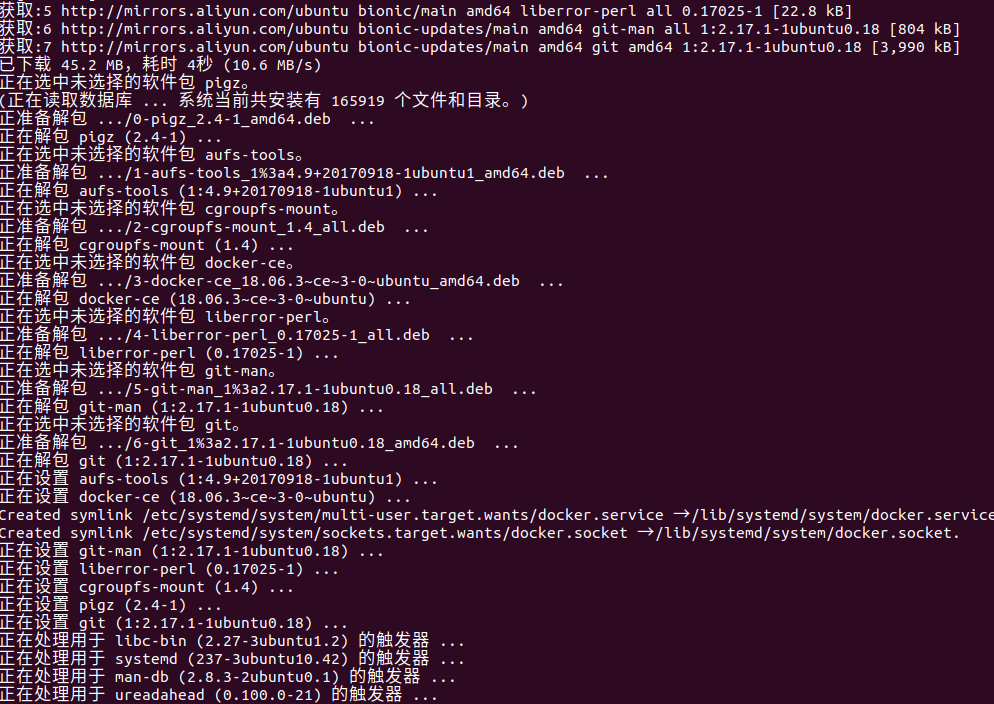 获取:5 http://mirrors.aliyun.com/ubuntu bionic/main amd64 liberror-perl all 0.17025-1 [22.8 kB]
获取:6 http://mirrors.aliyun.com/ubuntu bionic-updates/main amd64 git-man all 1:2.17.1-1ubuntu0.18 [804 kB]
获取:7 http://mirrors.aliyun.com/ubuntu bionic-updates/main amd64 git amd64 1:2.17.1-1ubuntu0.18 [3,990 kB]
已下载 45.2 MB，耗时 4秒 (10.6 MB/s)
正在选中未选择的软件包 pigz。
(正在读取数据库 ... 系统当前共安装有 165919 个文件和目录。)
正准备解包 .../0-pigz_2.4-1_amd64.deb  ...
正在解包 pigz (2.4-1) ...
正在选中未选择的软件包 aufs-tools。
正准备解包 .../1-aufs-tools_1%3a4.9+20170918-1ubuntu1_amd64.deb  ...
正在解包 aufs-tools (1:4.9+20170918-1ubuntu1) ...
正在选中未选择的软件包 cgroupfs-mount。
正准备解包 .../2-cgroupfs-mount_1.4_all.deb  ...
正在解包 cgroupfs-mount (1.4) ...
正在选中未选择的软件包 docker-ce。
正准备解包 .../3-docker-ce_18.06.3~ce~3-0~ubuntu_amd64.deb  ...
正在解包 docker-ce (18.06.3~ce~3-0~ubuntu) ...
正在选中未选择的软件包 liberror-perl。
正准备解包 .../4-liberror-perl_0.17025-1_all.deb  ...
正在解包 liberror-perl (0.17025-1) ...
正在选中未选择的软件包 git-man。
正准备解包 .../5-git-man_1%3a2.17.1-1ubuntu0.18_all.deb  ...
正在解包 git-man (1:2.17.1-1ubuntu0.18) ...
正在选中未选择的软件包 git。
正准备解包 .../6-git_1%3a2.17.1-1ubuntu0.18_amd64.deb  ...
正在解包 git (1:2.17.1-1ubuntu0.18) ...
正在设置 aufs-tools (1:4.9+20170918-1ubuntu1) ...
正在设置 docker-ce (18.06.3~ce~3-0~ubuntu) ...
Created symlink /etc/systemd/system/multi-user.target.wants/docker.service →/lib/systemd/system/docker.service
Created symlink /etc/systemd/system/sockets.target.wants/docker.socket →/lib/systemd/system/docker.socket.
正在设置 git-man (1:2.17.1-1ubuntu0.18) ...
正在设置 liberror-perl (0.17025-1) ...
正在设置 cgroupfs-mount (1.4) ...
正在设置 pigz (2.4-1) ...
正在设置 git (1:2.17.1-1ubuntu0.18) ...
正在处理用于 libc-bin (2.27-3ubuntu1.2) 的触发器 ...
正在处理用于 systemd (237-3ubuntu10.42) 的触发器 ...
正在处理用于 man-db (2.8.3-2ubuntu0.1) 的触发器 ...
正在处理用于 ureadahead (0.100.0-21) 的触发器 ...